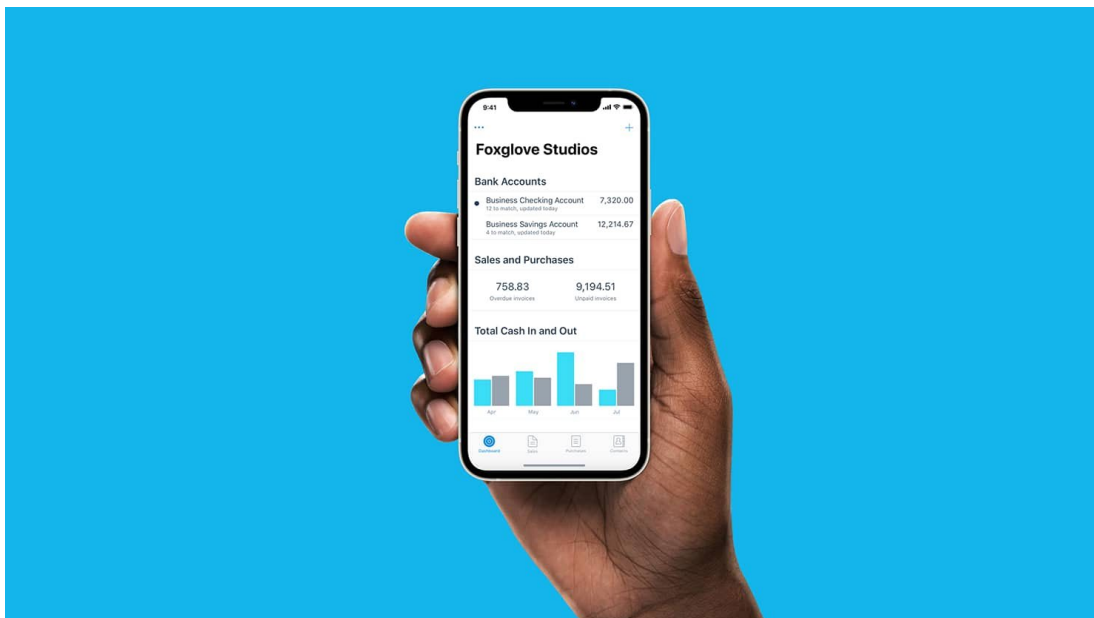 9:41
Foxglove Studios
Bank Accounts
Business Checking Account 7,320.00
12 to match, updated today
Business Savings Account 12,214.67
4 to match, updated today
Sales and Purchases
758.83 9,194.51
Overdue invoices Unpaid invoices
Total Cash In and Out
Apr May Jun Jul
Dashboard Sales Purchases Contacts